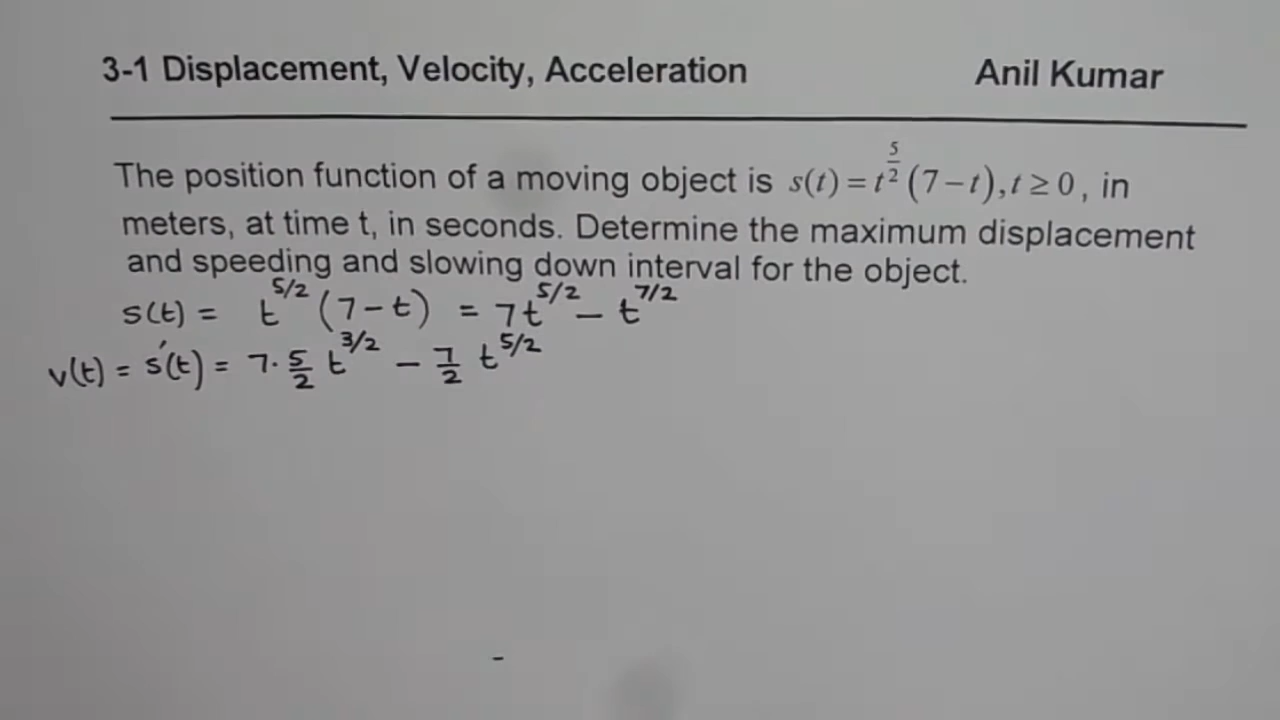 3-1 Displacement, Velocity, Acceleration Anil Kumar
The position function of a moving object is s(t) = t^{5/2} (7 − t), t ≥ 0, in
meters, at time t, in seconds. Determine the maximum displacement
and speeding and slowing down interval for the object.
s(t) = t^{5/2} (7 − t) = 7t^{5/2} − t^{7/2}
v(t) = s′(t) = 7· 5/2 t^{3/2} − 7/2 t^{5/2}